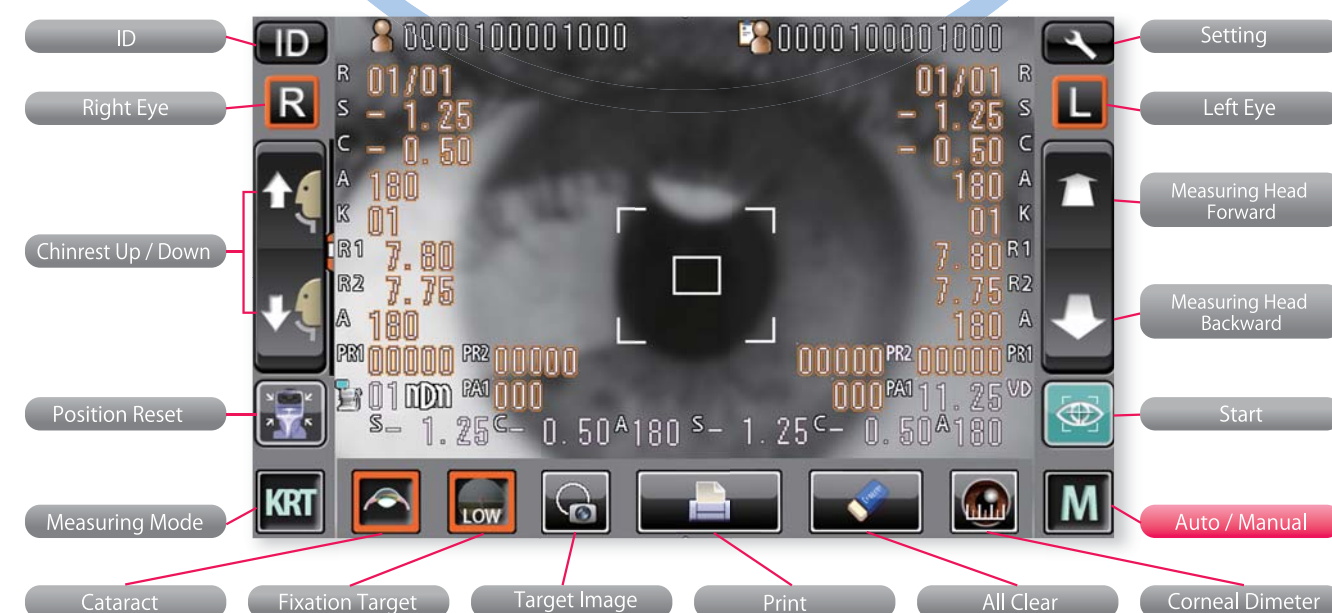 ID
Right Eye
Chinrest Up / Down
Position Reset
Measuring Mode
ID
R
0000100001000
0000100001000
R 01/01
S - 1.25
C - 0.50
A 180
K 01
R1 7.80
R2 7.75
A 180
PR1 00000 PR2 00000
01 nDn PA1 000
01/01 R
- 1.25 S
- 0.50 C
180 A
01 K
7.80 R1
7.75 R2
180 A
00000 PR2 00000 PR1
000 PA1 11.25 VD
S- 1.25 C- 0.50 A180 S- 1.25 C- 0.50 A180
L
KRT
LOW
M
Setting
Left Eye
Measuring Head
Forward
Measuring Head
Backward
Start
Auto / Manual
Cataract
Fixation Target
Target Image
Print
All Clear
Corneal Dimeter